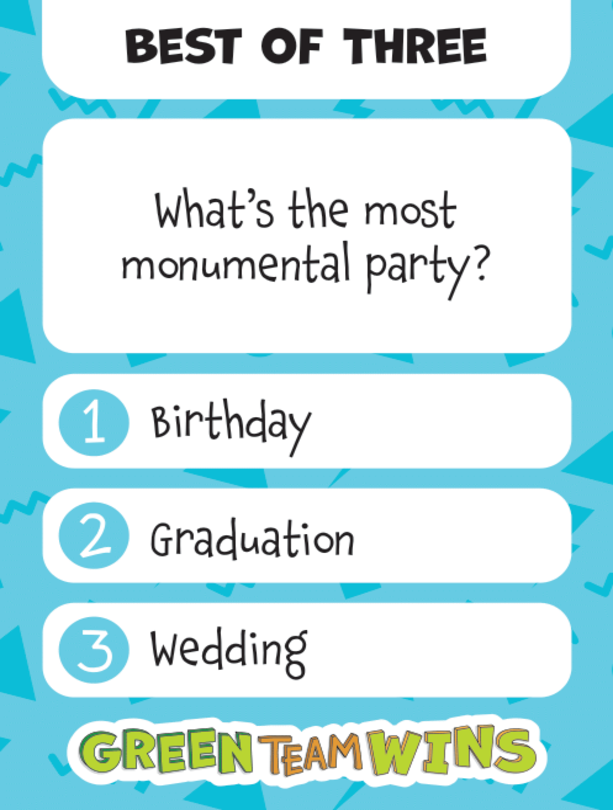 BEST OF THREE
What's the most
monumental party?
1 Birthday
2 Graduation
3 Wedding
GREEN TEAM WINS